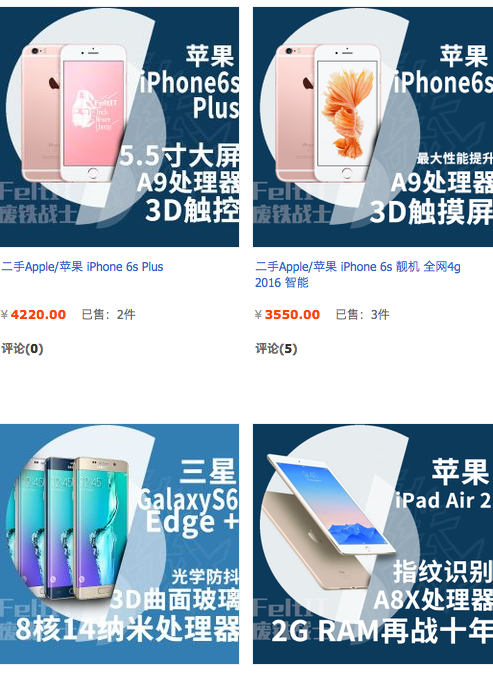 苹果
iPhone6s
Plus
5.5寸大屏
A9处理器
3D触控
FeltIT
废铁战士
苹果
iPhone6s
最大性能提升
A9处理器
3D触摸屏
FeltIT
废铁战士
二手Apple/苹果 iPhone 6s Plus
二手Apple/苹果 iPhone 6s 靓机 全网4g
2016 智能
¥ 4220.00 已售：2件
¥ 3550.00 已售：3件
评论(0)
评论(5)
三星
GalaxyS6
Edge +
光学防抖
3D曲面玻璃
8核14纳米处理器
FeltIT
废铁战士
苹果
iPad Air 2
指纹识别
A8X处理器
2G RAM再战十年
FeltIT
废铁战士